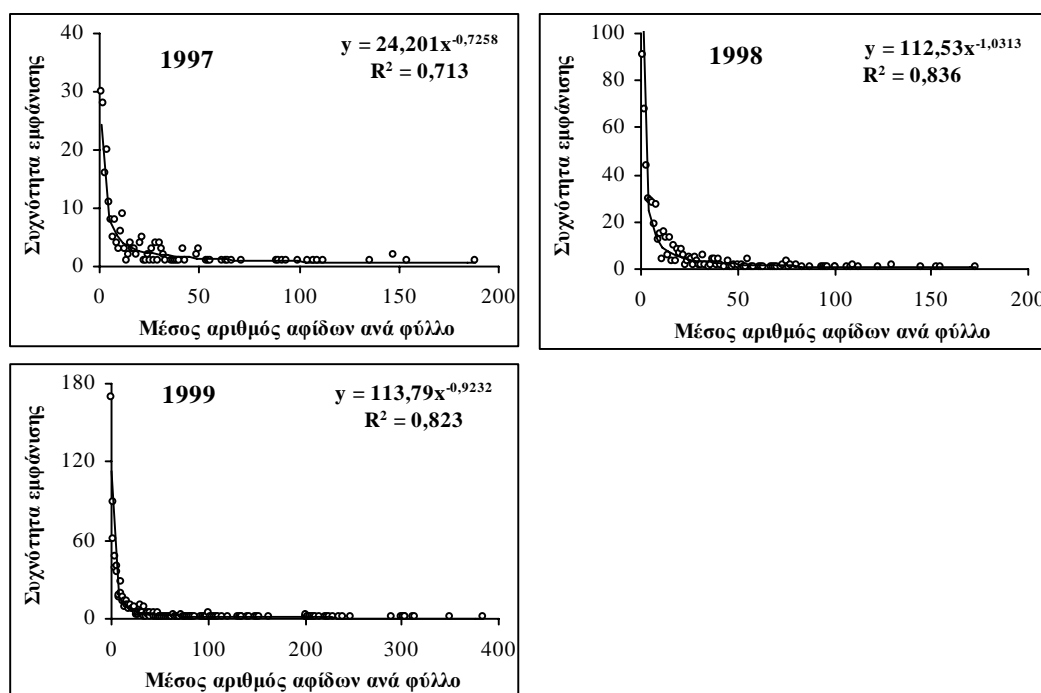 1997
y = 24,201x^-0,7258
R² = 0,713
Συχνότητα εμφάνισης
40
30
20
10
0
0 50 100 150 200
Μέσος αριθμός αφίδων ανά φύλλο
1998
y = 112,53x^-1,0313
R² = 0,836
Συχνότητα εμφάνισης
100
80
60
40
20
0
0 50 100 150 200
Μέσος αριθμός αφίδων ανά φύλλο
1999
y = 113,79x^-0,9232
R² = 0,823
Συχνότητα εμφάνισης
180
120
60
0
0 100 200 300 400
Μέσος αριθμός αφίδων ανά φύλλο